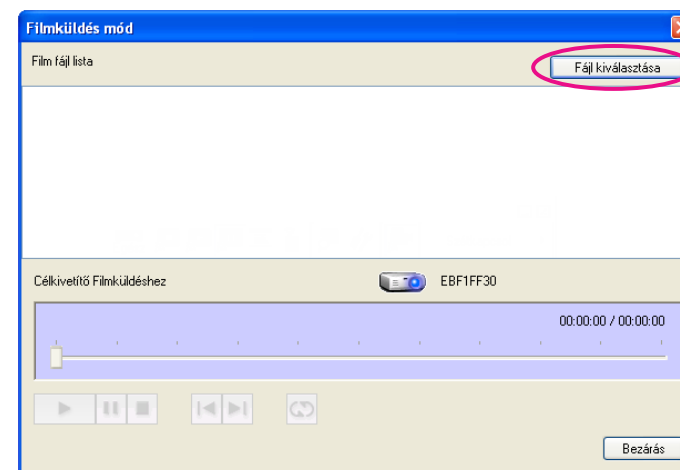 Filmküldés mód
Film fájl lista
Fájl kiválasztása
Célkivetítő Filmküldéshez
EBF1FF30
00:00:00 / 00:00:00
Bezárás